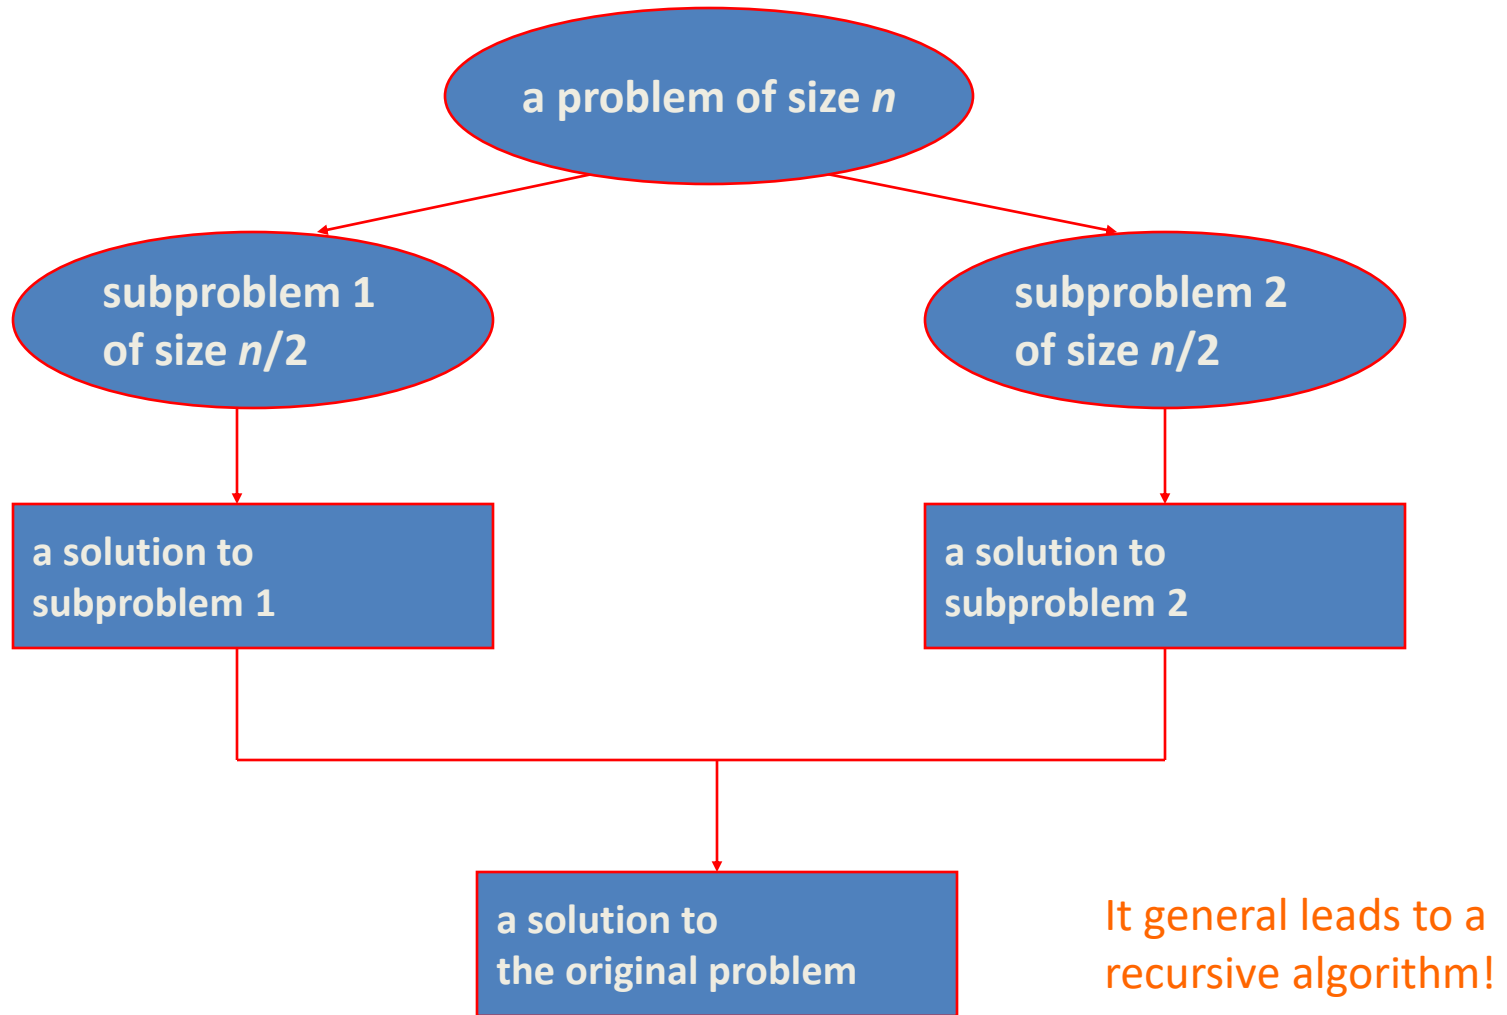 a problem of size n
subproblem 1
of size n/2
subproblem 2
of size n/2
a solution to
subproblem 1
a solution to
subproblem 2
a solution to
the original problem
It general leads to a
recursive algorithm!